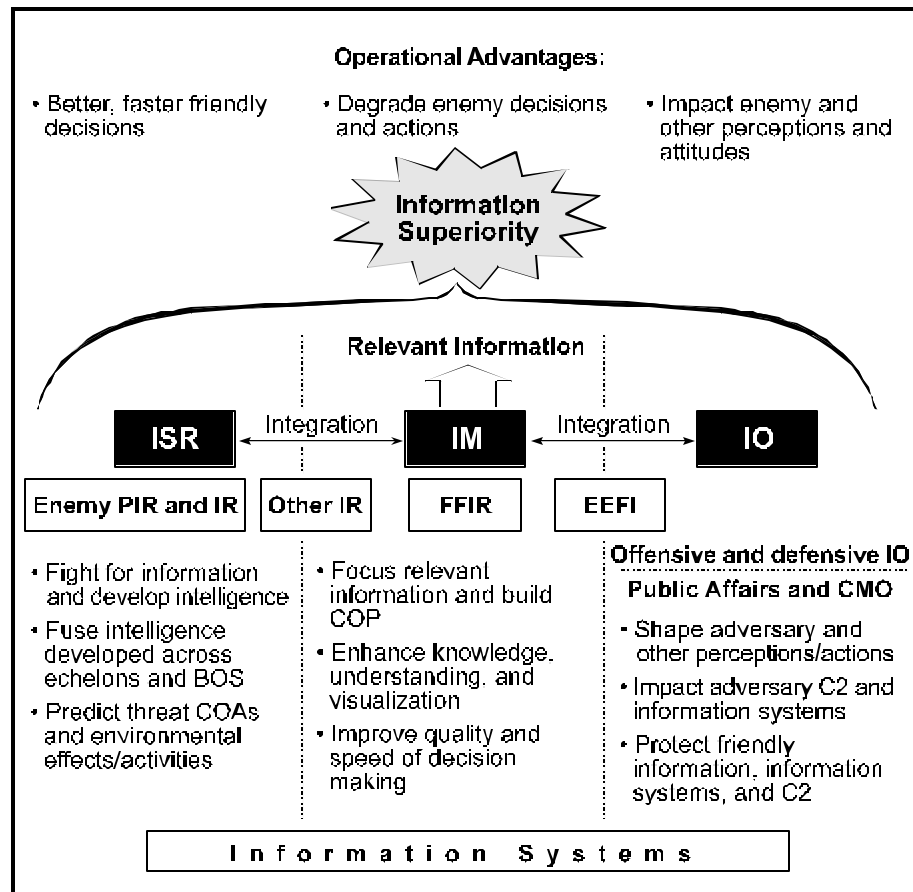 Operational Advantages:
• Better, faster friendly
decisions
• Degrade enemy decisions
and actions
• Impact enemy and
other perceptions and
attitudes
Information
Superiority
Relevant Information
ISR
Integration
IM
Integration
IO
Enemy PIR and IR
Other IR
FFIR
EEFI
• Fight for information
and develop intelligence
• Fuse intelligence
developed across
echelons and BOS
• Predict threat COAs
and environmental
effects/activities
• Focus relevant
information and build
COP
• Enhance knowledge,
understanding, and
visualization
• Improve quality and
speed of decision
making
Offensive and defensive IO
Public Affairs and CMO
• Shape adversary and
other perceptions/actions
• Impact adversary C2 and
information systems
• Protect friendly
information, information
systems, and C2
Information Systems